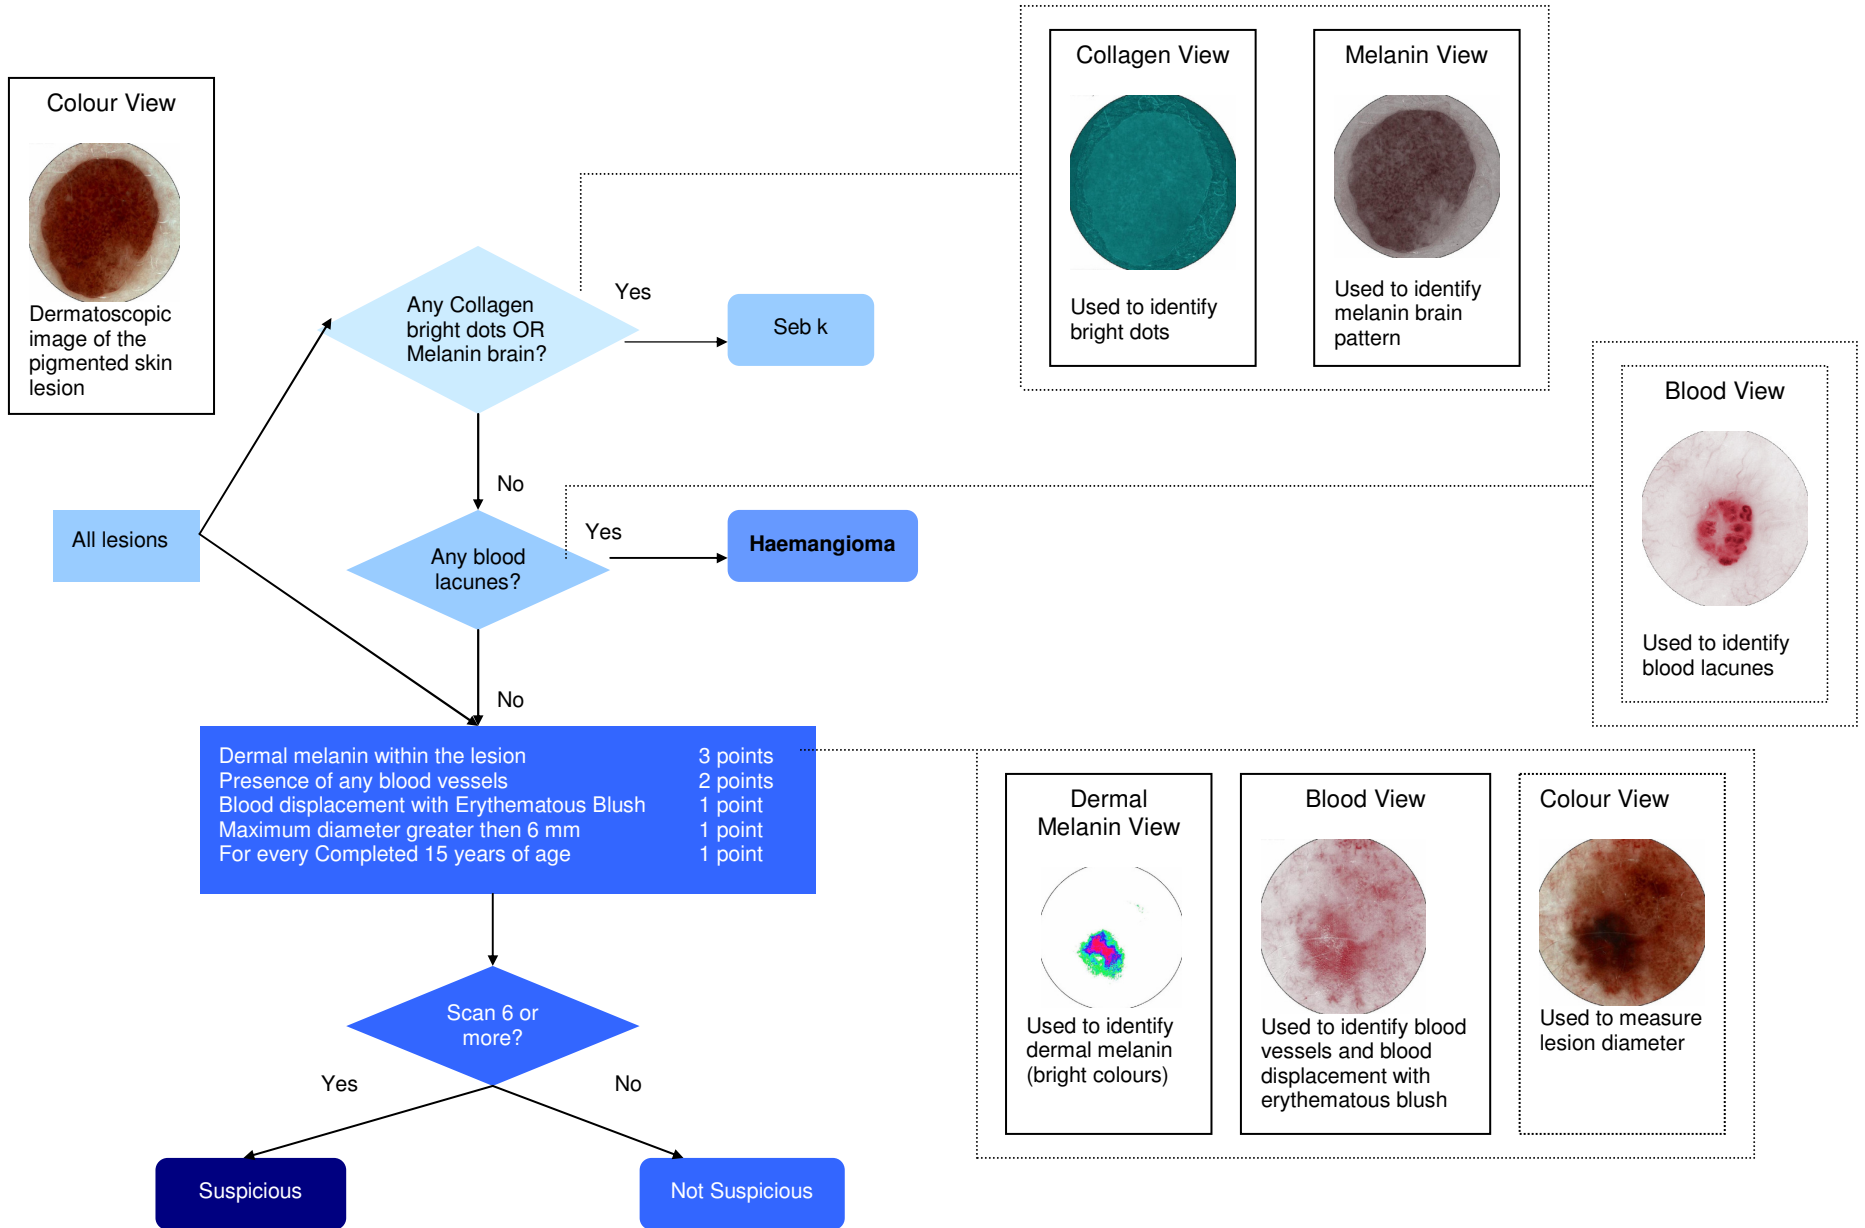 Colour View
Dermatoscopic
image of the
pigmented skin
lesion
Collagen View
Used to identify
bright dots
Melanin View
Used to identify
melanin brain
pattern
Any Collagen
bright dots OR
Melanin brain?
Yes
Seb k
No
Blood View
Used to identify
blood lacunes
All lesions
Any blood
lacunes?
Yes
Haemangioma
No
Dermal melanin within the lesion 3 points
Presence of any blood vessels 2 points
Blood displacement with Erythematous Blush 1 point
Maximum diameter greater then 6 mm 1 point
For every Completed 15 years of age 1 point
Dermal
Melanin View
Used to identify
dermal melanin
(bright colours)
Blood View
Used to identify blood
vessels and blood
displacement with
erythematous blush
Colour View
Used to measure
lesion diameter
Scan 6 or
more?
Yes
No
Suspicious
Not Suspicious